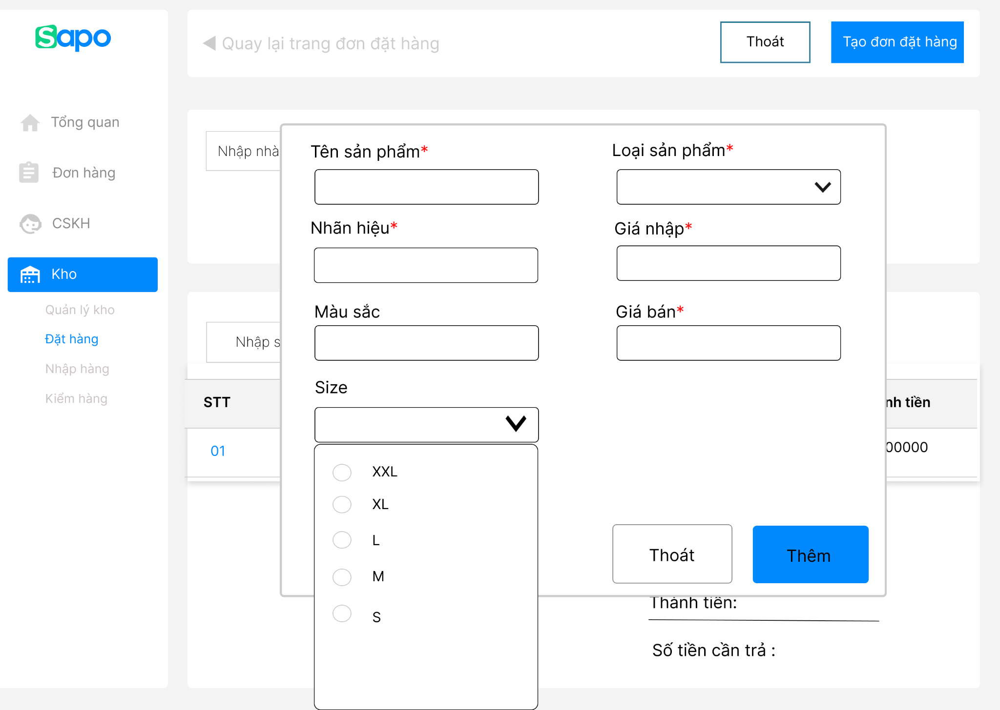 Sapo
Quay lại trang đơn đặt hàng
Thoát
Tạo đơn đặt hàng
Tổng quan
Đơn hàng
CSKH
Kho
Quản lý kho
Đặt hàng
Nhập hàng
Kiểm hàng
Nhập nhà
Nhập s
STT
01
nh tiền
00000
Tên sản phẩm*
Loại sản phẩm*
Nhãn hiệu*
Giá nhập*
Màu sắc
Giá bán*
Size
XXL
XL
L
M
S
Thoát
Thêm
Thành tiền:
Số tiền cần trả :